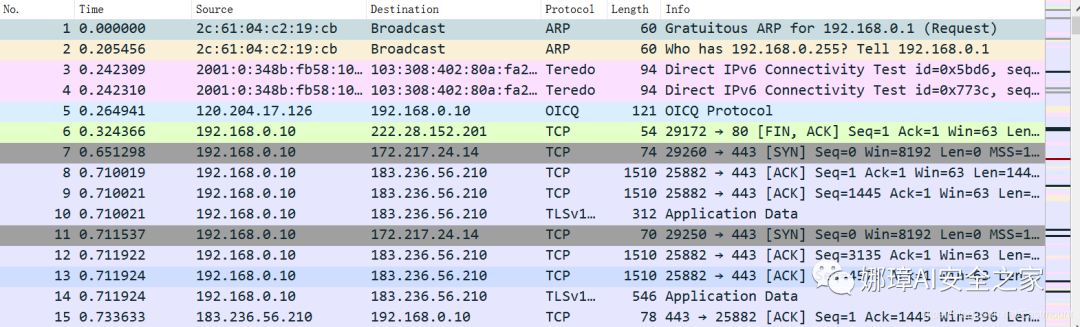 No. Time Source Destination Protocol Length Info
1 0.000000 2c:61:04:c2:19:cb Broadcast ARP 60 Gratuitous ARP for 192.168.0.1 (Request)
2 0.205456 2c:61:04:c2:19:cb Broadcast ARP 60 Who has 192.168.0.255? Tell 192.168.0.1
3 0.242309 2001:0:348b:fb58:10… 103:308:402:80a:fa2… Teredo 94 Direct IPv6 Connectivity Test id=0x5bd6, seq…
4 0.242310 2001:0:348b:fb58:10… 103:308:402:80a:fa2… Teredo 94 Direct IPv6 Connectivity Test id=0x773c, seq…
5 0.264941 120.204.17.126 192.168.0.10 OICQ 121 OICQ Protocol
6 0.324366 192.168.0.10 222.28.152.201 TCP 54 29172 → 80 [FIN, ACK] Seq=1 Ack=1 Win=63 Len…
7 0.651298 192.168.0.10 172.217.24.14 TCP 74 29260 → 443 [SYN] Seq=0 Win=8192 Len=0 MSS=1…
8 0.710019 192.168.0.10 183.236.56.210 TCP 1510 25882 → 443 [ACK] Seq=1 Ack=1 Win=63 Len=144…
9 0.710021 192.168.0.10 183.236.56.210 TCP 1510 25882 → 443 [ACK] Seq=1445 Ack=1 Win=63 Len=…
10 0.710021 192.168.0.10 183.236.56.210 TLSv1… 312 Application Data
11 0.711537 192.168.0.10 172.217.24.14 TCP 70 29250 → 443 [SYN] Seq=0 Win=8192 Len=0 MSS=1…
12 0.711922 192.168.0.10 183.236.56.210 TCP 1510 25882 → 443 [ACK] Seq=3135 Ack=1 Win=63 Len=…
13 0.711924 192.168.0.10 183.236.56.210 TCP 1510 25882 → 443 [ACK]
娜璋AI安全之家
14 0.711924 192.168.0.10 183.236.56.210 TLSv1… 546 Application Data
15 0.733633 183.236.56.210 192.168.0.10 TCP 78 443 → 25882 [ACK] Seq=1 Ack=1445 Win=396 Len…